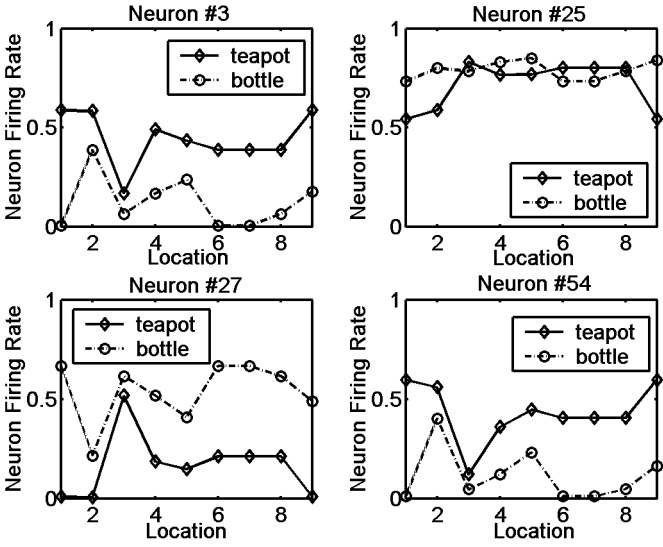 Neuron #3
Neuron Firing Rate
1
0.5
0
teapot
bottle
2 4 6 8
Location
Neuron #25
Neuron Firing Rate
1
0.5
0
teapot
bottle
2 4 6 8
Location
Neuron #27
Neuron Firing Rate
1
0.5
0
teapot
bottle
2 4 6 8
Location
Neuron #54
Neuron Firing Rate
1
0.5
0
teapot
bottle
2 4 6 8
Location